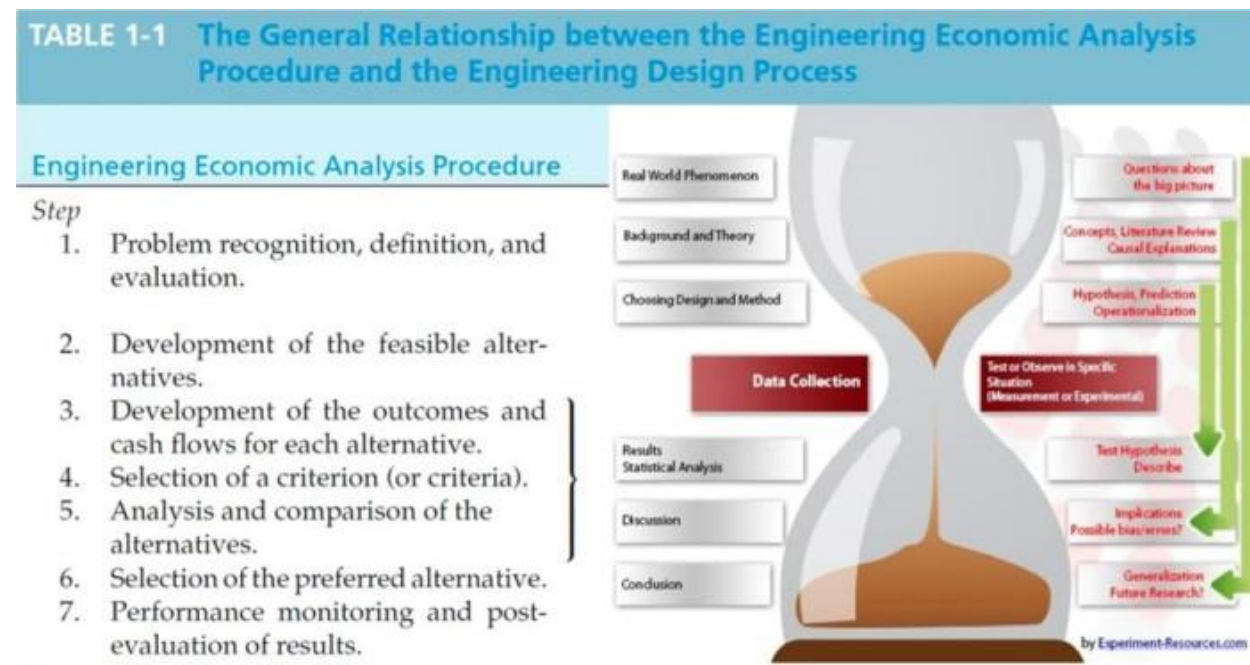 TABLE 1-1 The General Relationship between the Engineering Economic Analysis
Procedure and the Engineering Design Process
Engineering Economic Analysis Procedure
Step
1. Problem recognition, definition, and
evaluation.
2. Development of the feasible alter-
natives.
3. Development of the outcomes and
cash flows for each alternative.
4. Selection of a criterion (or criteria).
5. Analysis and comparison of the
alternatives.
6. Selection of the preferred alternative.
7. Performance monitoring and post-
evaluation of results.
Real World Phenomenon
Background and Theory
Choosing Design and Method
Data Collection
Results
Statistical Analysis
Discussion
Conclusion
Questions about
the big picture
Concepts, Literature Review
Causal Explanations
Hypothesis, Prediction
Operationalization
Test or Observe in Specific
Situation
(Measurement or Experimental)
Test Hypothesis
Describe
Implications
Possible bias/errors?
Generalization
Future Research?
by Experiment-Resources.com